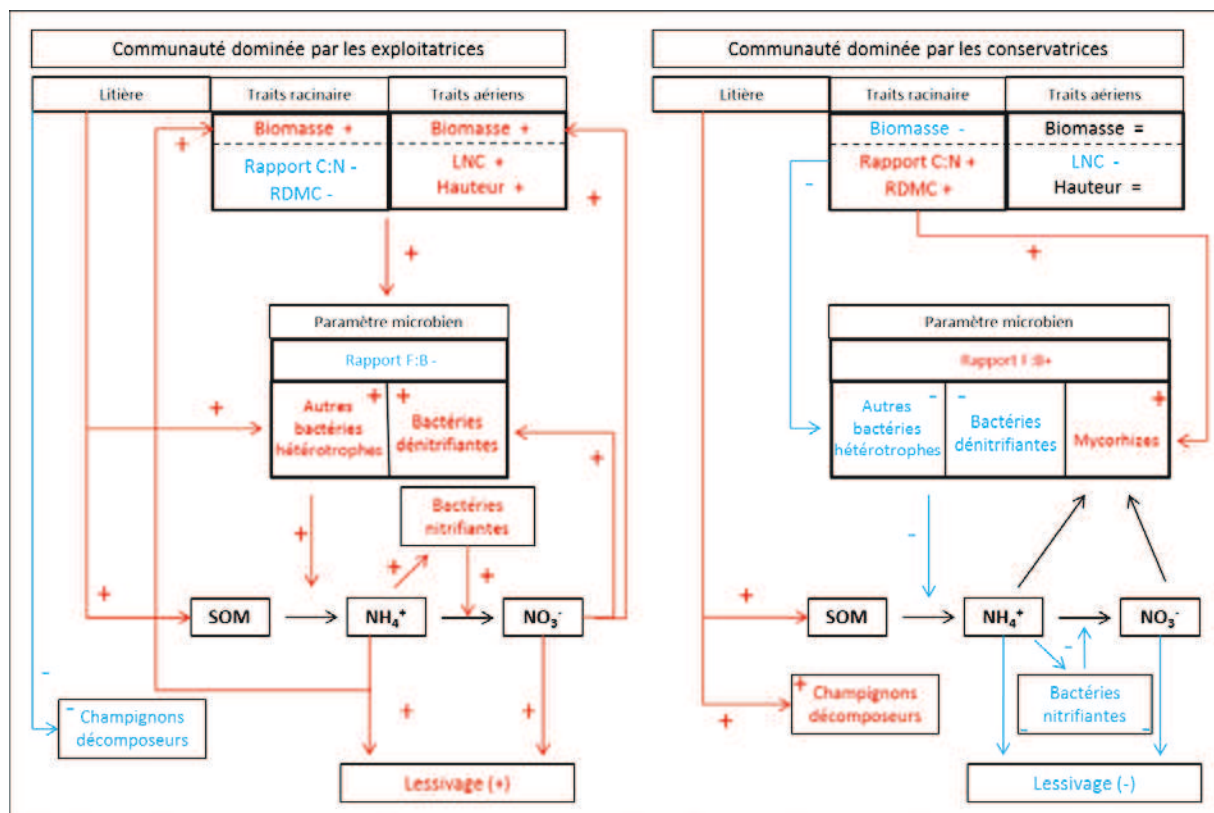 Communauté dominée par les exploitatrices
Litière
Traits racinaire
Traits aériens
Biomasse +
Biomasse +
Rapport C:N -
RDMC -
LNC +
Hauteur +
+
+
+
Paramètre microbien
Rapport F:B -
+
+
Autres
bactéries
hétérotrophes
Bactéries
dénitrifiantes
+
+
Bactéries
nitrifiantes
+
+
+
+
SOM
NH₄⁺
NO₃⁻
-
-
Champignons
décomposeurs
+
+
Lessivage (+)
Communauté dominée par les conservatrices
Litière
Traits racinaire
Traits aériens
Biomasse -
Biomasse =
Rapport C:N +
RDMC +
LNC -
Hauteur =
-
+
Paramètre microbien
Rapport F:B+
-
-
+
Autres
bactéries
hétérotrophes
Bactéries
dénitrifiantes
Mycorhizes
-
+
SOM
NH₄⁺
NO₃⁻
-
+
Champignons
décomposeurs
+
Bactéries
nitrifiantes
-
-
Lessivage (-)